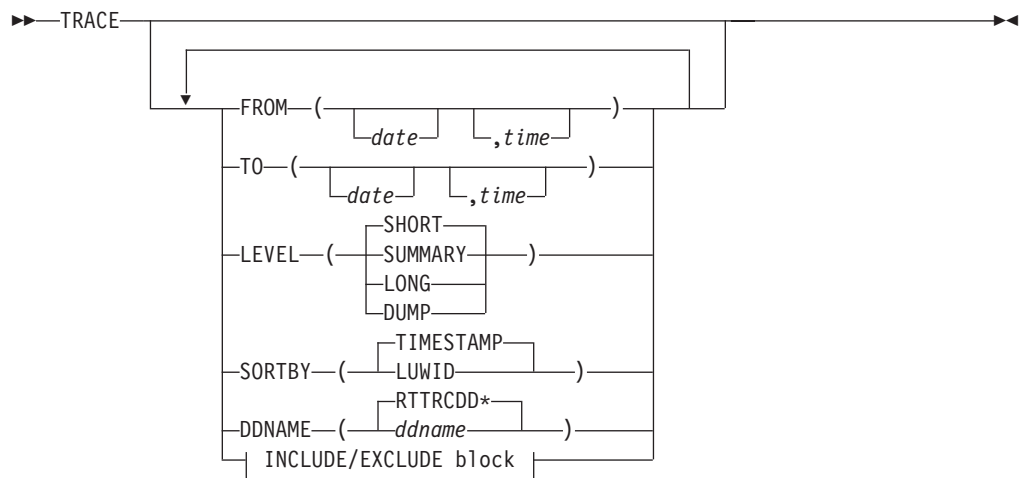 TRACE
FROM ( )
date ,time
TO ( )
date ,time
SHORT
LEVEL ( SUMMARY )
LONG
DUMP
TIMESTAMP
SORTBY ( LUWID )
RTTRCDD*
DDNAME ( ddname )
INCLUDE/EXCLUDE block